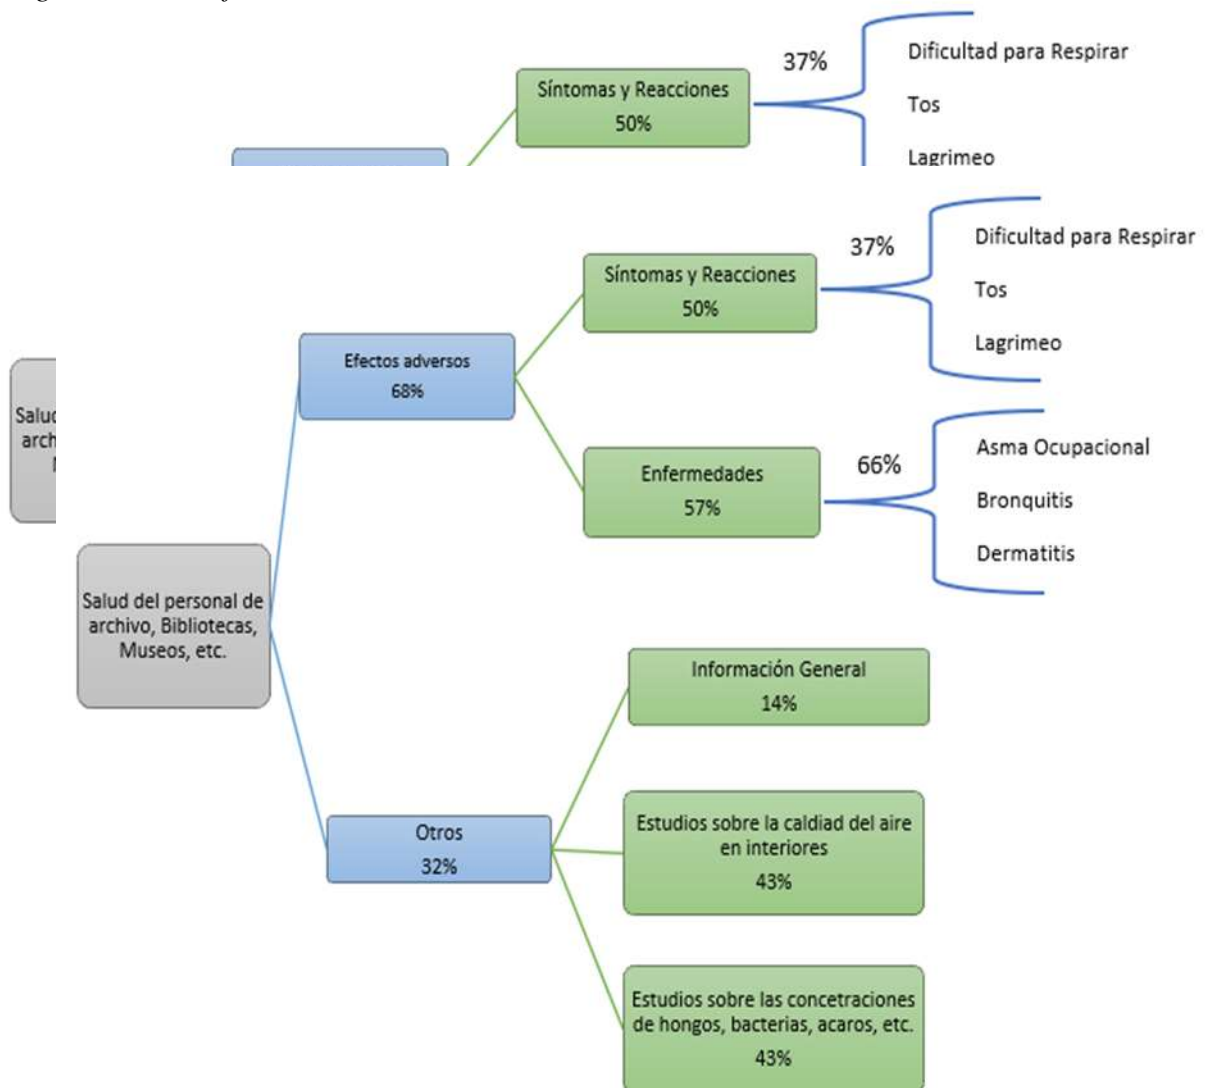 37%
Dificultad para Respirar
Síntomas y Reacciones
50%
Tos
Lagrimeo
37%
Dificultad para Respirar
Síntomas y Reacciones
50%
Tos
Lagrimeo
Efectos adversos
68%
Asma Ocupacional
66%
Enfermedades
57%
Bronquitis
Dermatitis
Salud del personal de
archivo, Bibliotecas,
Museos, etc.
Información General
14%
Otros
32%
Estudios sobre la caldiad del aire
en interiores
43%
Estudios sobre las concetraciones
de hongos, bacterias, acaros, etc.
43%